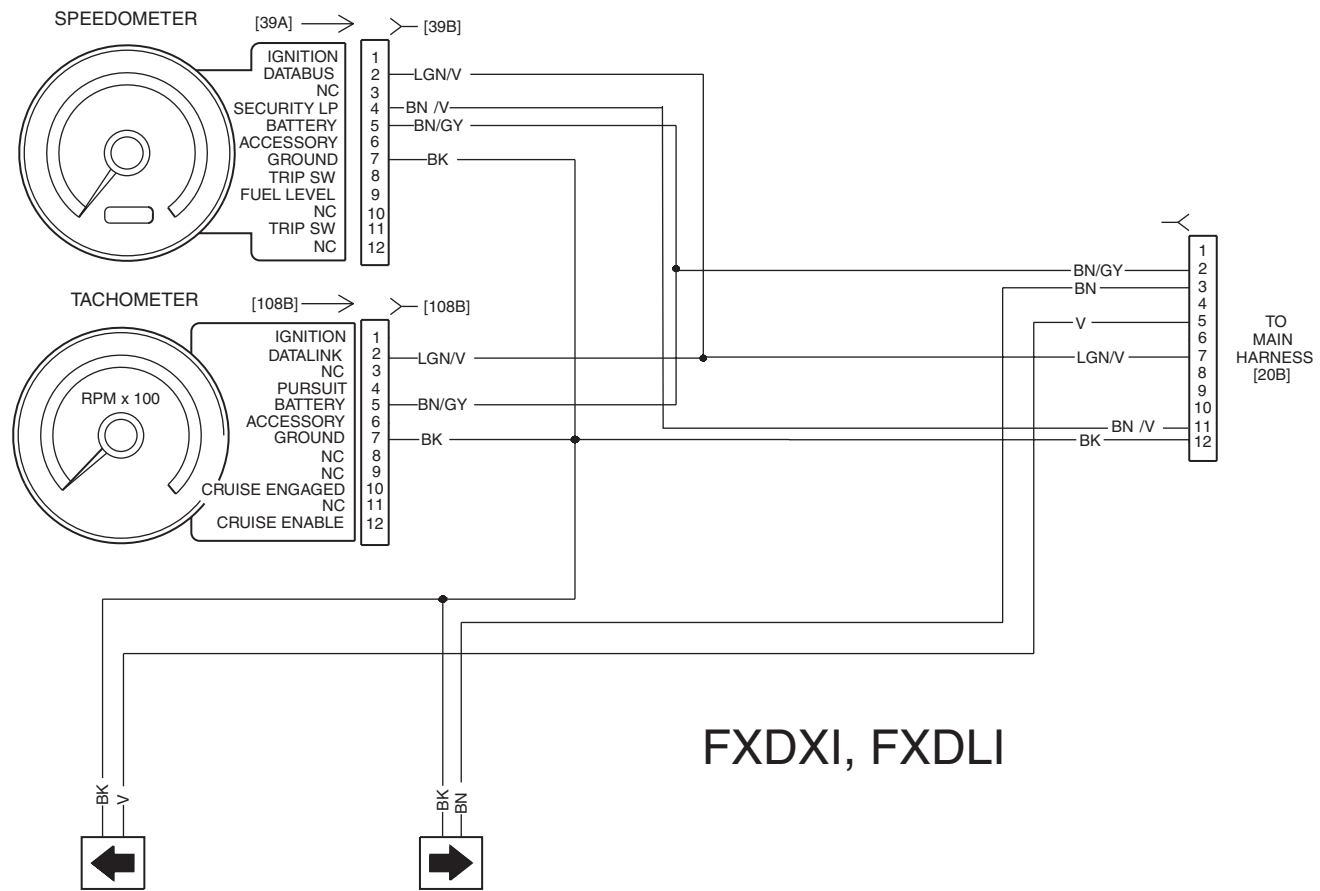 SPEEDOMETER
[39A]
[39B]
IGNITION 1
DATABUS 2 LGN/V
NC 3
SECURITY LP 4 BN /V
BATTERY 5 BN/GY
ACCESSORY 6
GROUND 7 BK
TRIP SW 8
FUEL LEVEL 9
NC 10
TRIP SW 11
NC 12
TACHOMETER
[108B]
[108B]
RPM x 100
IGNITION 1
DATALINK 2 LGN/V
NC 3
PURSUIT 4
BATTERY 5 BN/GY
ACCESSORY 6
GROUND 7 BK
NC 8
NC 9
CRUISE ENGAGED 10
NC 11
CRUISE ENABLE 12
1
BN/GY 2
BN 3
4
V 5
6
LGN/V 7
8
9
10
BN /V 11
BK 12
TO
MAIN
HARNESS
[20B]
FXDXI, FXDLI
BK
V
BK
BN